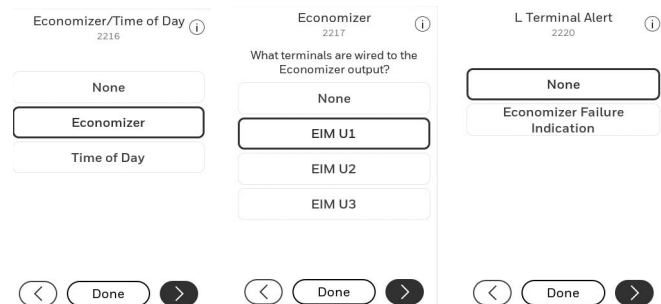 Economizer/Time of Day
2216
None
Economizer
Time of Day
Done
Economizer
2217
What terminals are wired to the
Economizer output?
None
EIM U1
EIM U2
EIM U3
Done
L Terminal Alert
2220
None
Economizer Failure
Indication
Done